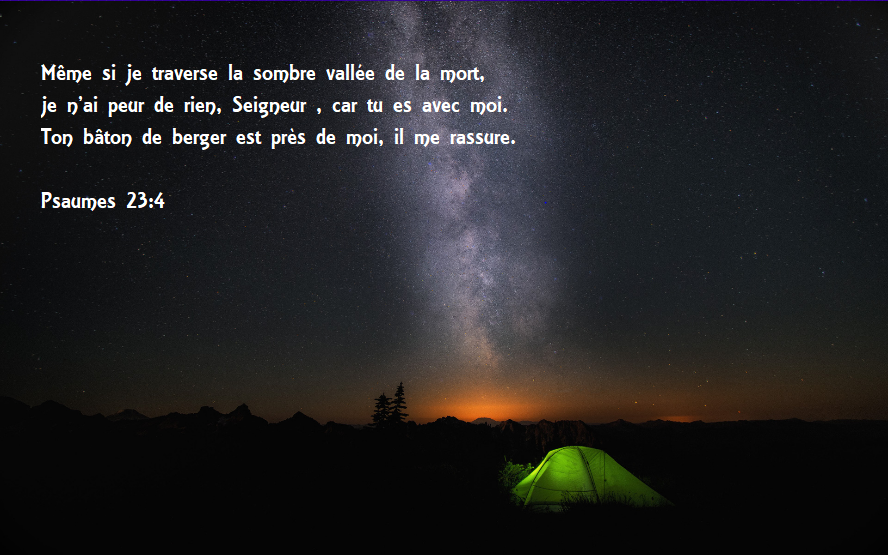 Même si je traverse la sombre vallée de la mort,
je n'ai peur de rien, Seigneur , car tu es avec moi.
Ton bâton de berger est près de moi, il me rassure.
Psaumes 23:4